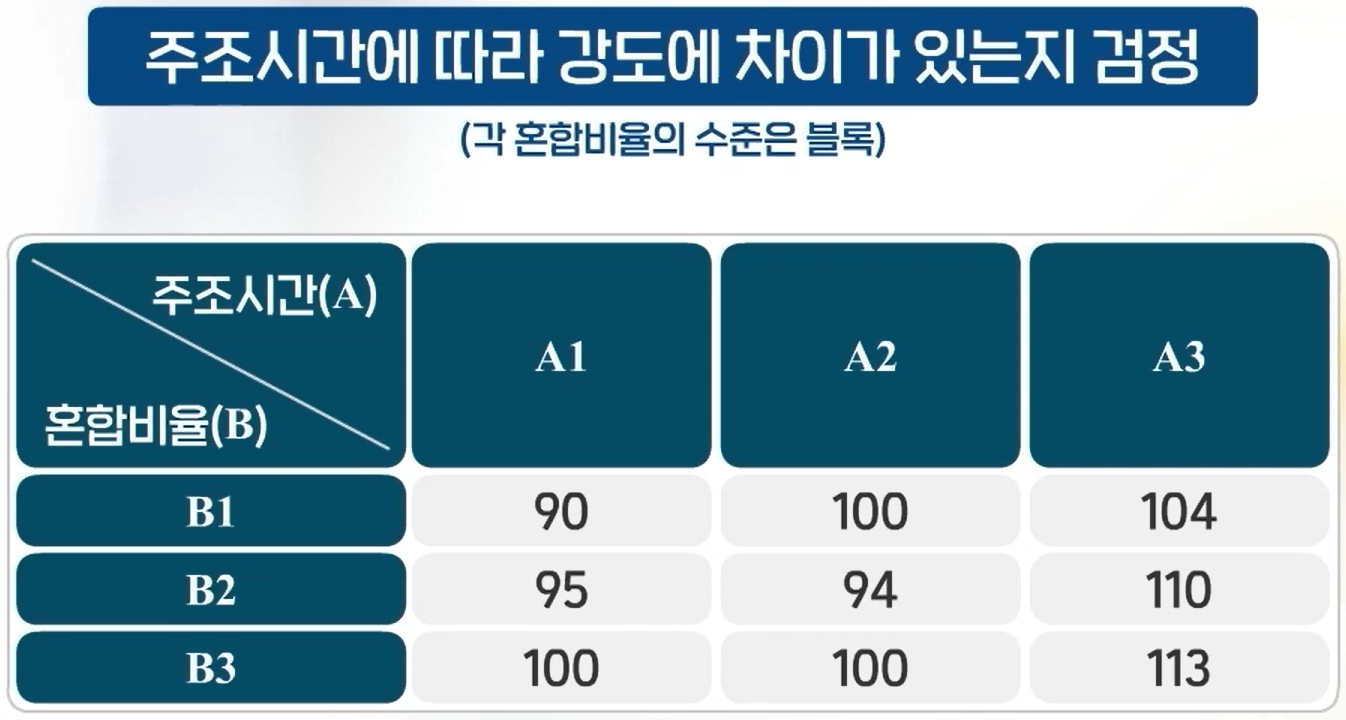 주조시간에 따라 강도에 차이가 있는지 검정
(각 혼합비율의 수준은 블록)
주조시간(A)
혼합비율(B)
A1 A2 A3
B1 90 100 104
B2 95 94 110
B3 100 100 113